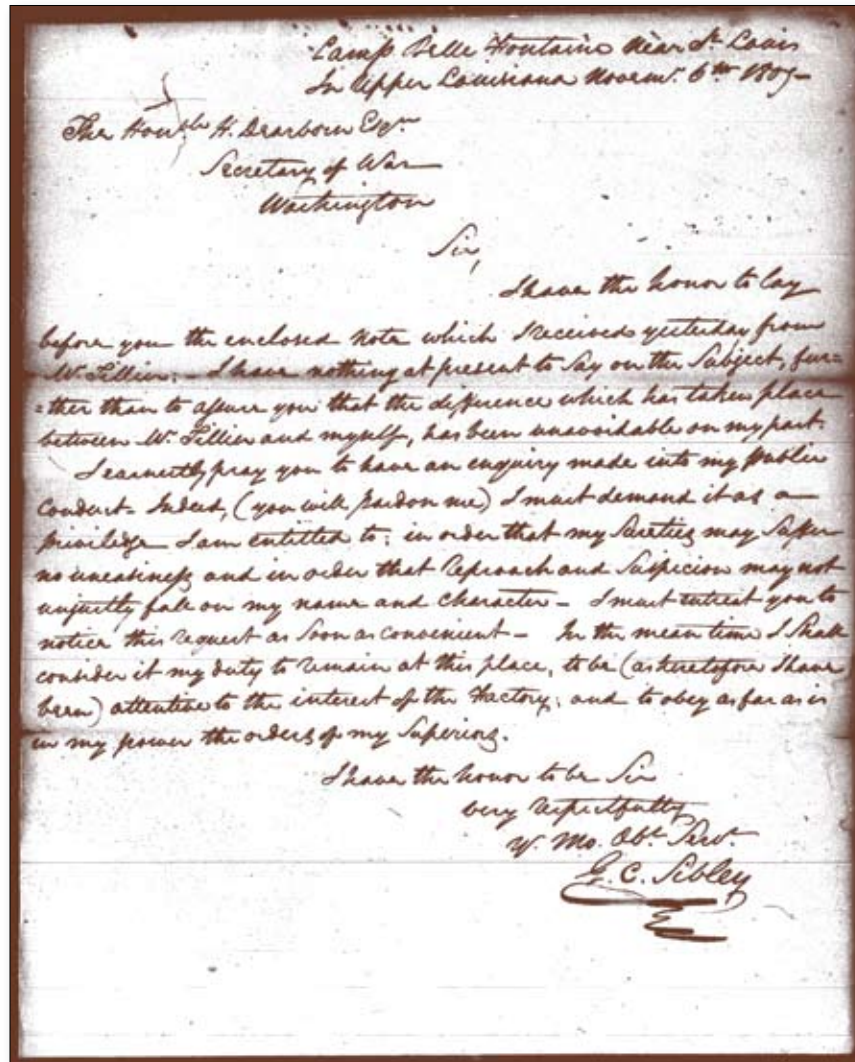 Camp Belle Fontaine Near St. Louis
In Upper Louisiana Novemr. 6th 1807-
The Honble H. Dearborn Esqr
Secretary of War
Washington
Sir,
I have the honor to lay
before you the enclosed note which I received yesterday from
Mr. Tillier; - I have nothing at present to Say on the Subject, fur=
=ther than to assure you that the difference which has taken place
between Mr. Tillier and myself, has been unavoidable on my part.
I earnestly pray you to have an enquiry made into my public
Conduct - Indeed, (you will pardon me) I must demand it as a
privilege I am entitled to; in order that my Sureties may Suffer
no uneasiness and in order that reproach and Suspicion may not
unjustly fall on my name and character - I must intreat you to
notice this request as Soon as convenient - In the mean time I Shall
consider it my duty to remain at this place, to be (as heretofore I have
been) attentive to the interest of the Factory; and to obey as far as is
in my power the orders of my Superiors.
I have the honor to be Sir
very respectfully
Yr. Mo. Obt. Servt.
G. C. Sibley